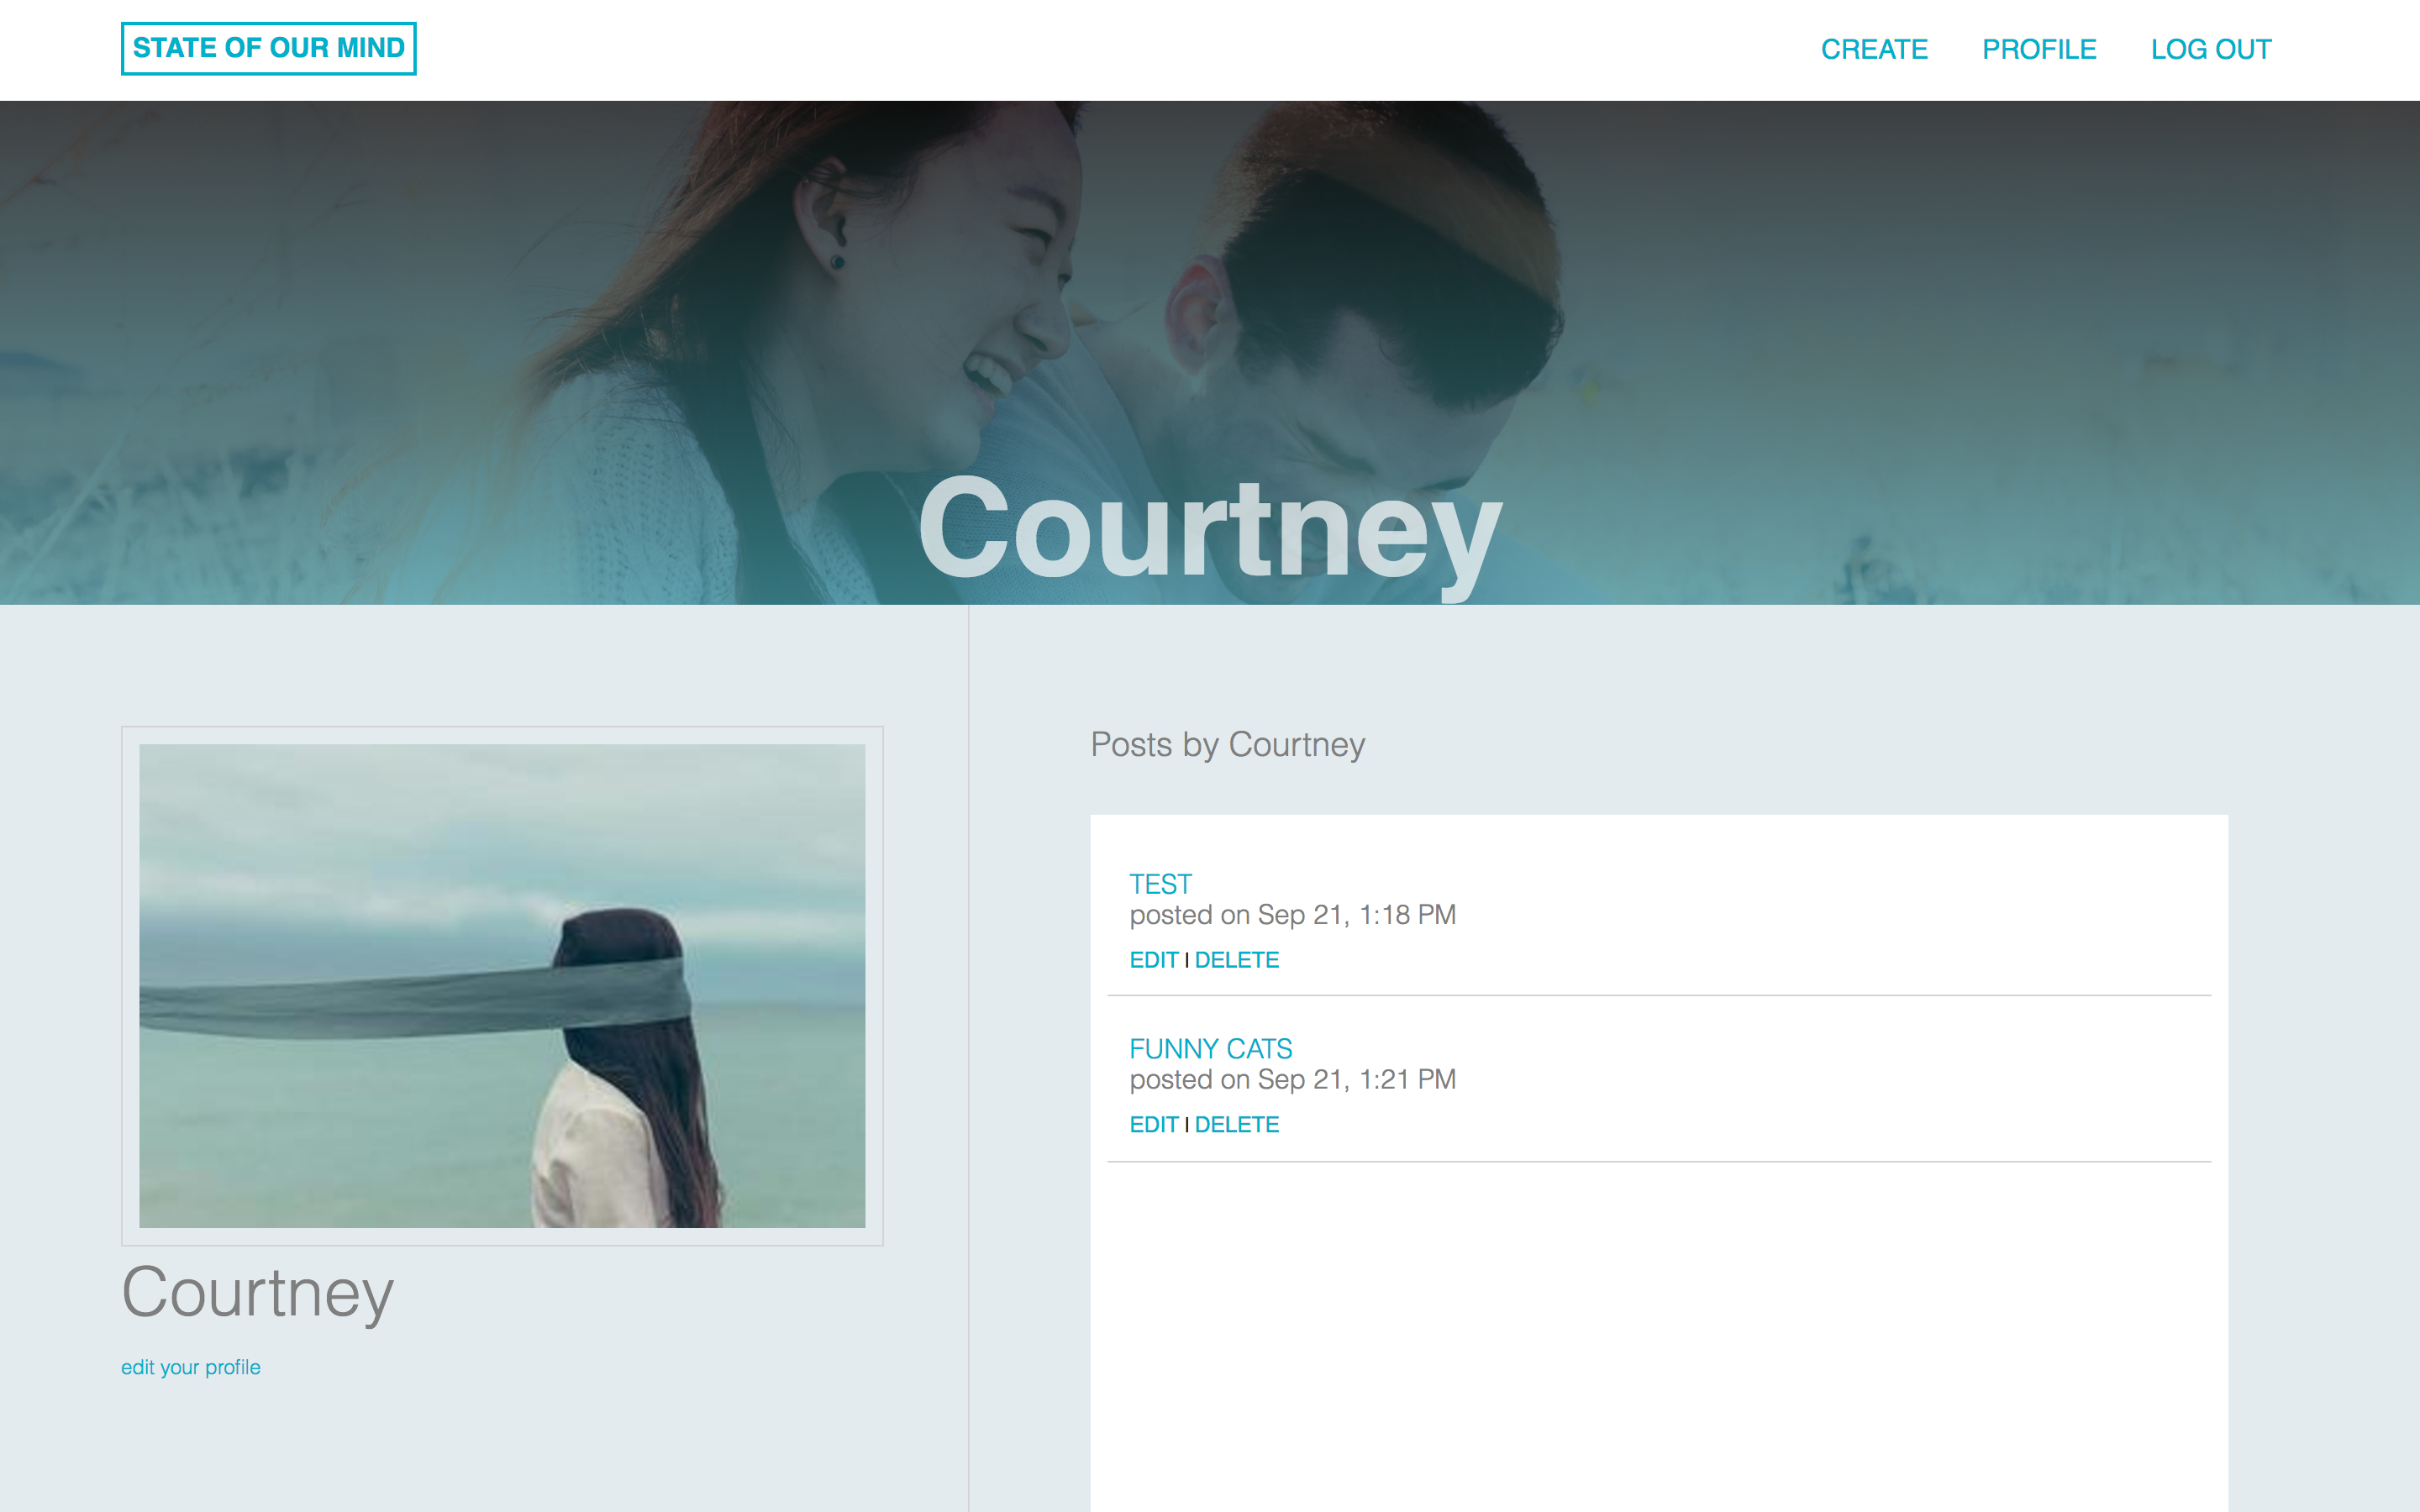 STATE OF OUR MIND
CREATE PROFILE LOG OUT
Courtney
Courtney
edit your profile
Posts by Courtney
TEST
posted on Sep 21, 1:18 PM
EDIT | DELETE
FUNNY CATS
posted on Sep 21, 1:21 PM
EDIT | DELETE